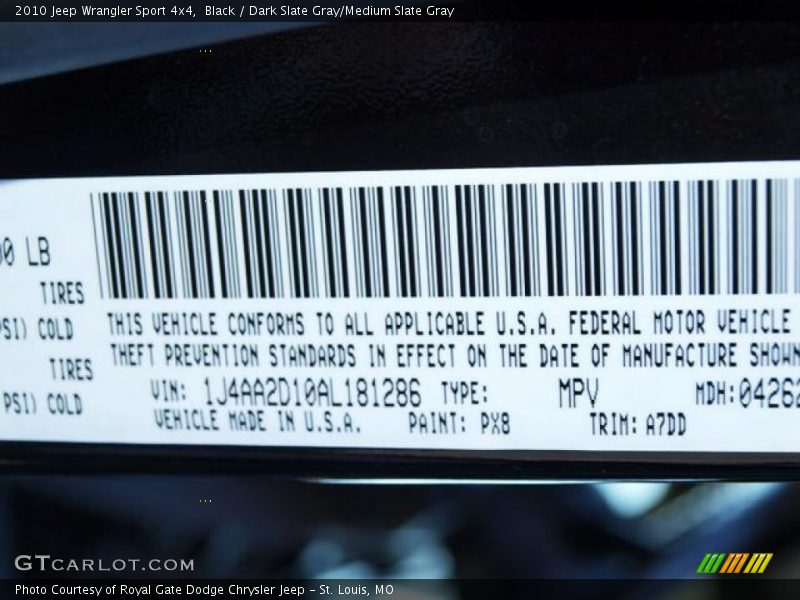 2010 Jeep Wrangler Sport 4x4,  Black / Dark Slate Gray/Medium Slate Gray
00 LB
TIRES
PSI) COLD
TIRES
PSI) COLD
THIS VEHICLE CONFORMS TO ALL APPLICABLE U.S.A. FEDERAL MOTOR VEHICLE
THEFT PREVENTION STANDARDS IN EFFECT ON THE DATE OF MANUFACTURE SHOWN
VIN: 1J4AA2D10AL181286 TYPE: MPV MDH: 04262
VEHICLE MADE IN U.S.A. PAINT: PX8 TRIM: A7DD
GTCARLOT.COM
Photo Courtesy of Royal Gate Dodge Chrysler Jeep - St. Louis, MO